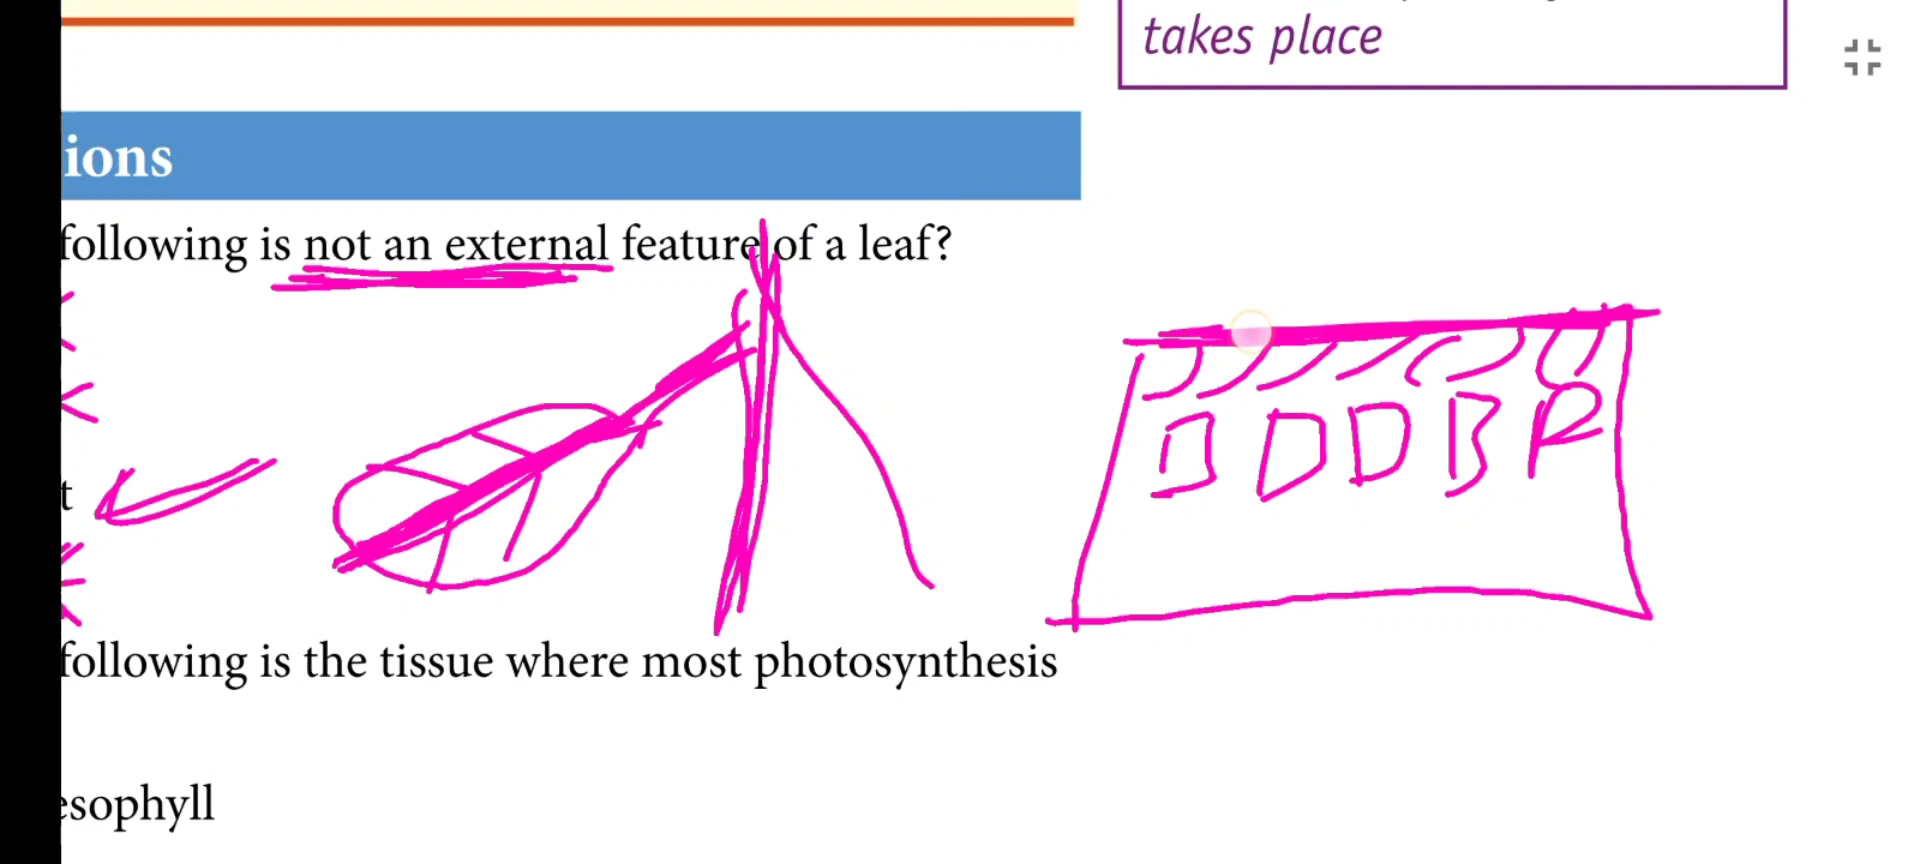 takes place
ions
following is not an external feature of a leaf?
t
following is the tissue where most photosynthesis
esophyll